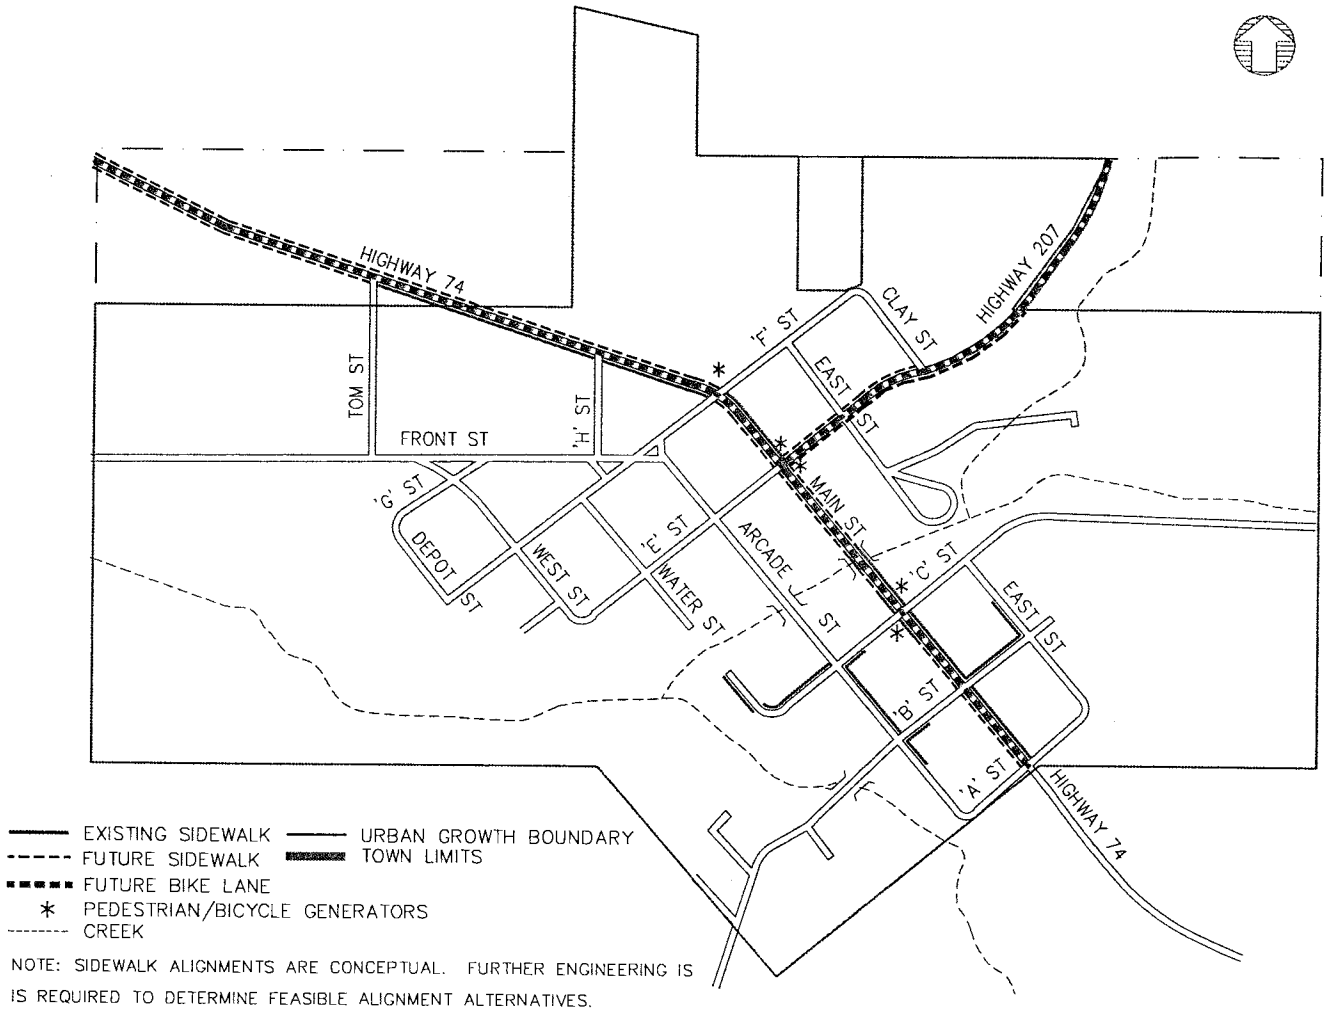 HIGHWAY 74
HIGHWAY 207
'F' ST
CLAY ST
EAST ST
TOM ST
'H' ST
FRONT ST
'G' ST
MAIN ST
'E' ST
ARCADE ST
DEPOT ST
WEST ST
WATER ST
'C' ST
EAST ST
'B' ST
'A' ST
HIGHWAY 74
EXISTING SIDEWALK
URBAN GROWTH BOUNDARY
FUTURE SIDEWALK
TOWN LIMITS
FUTURE BIKE LANE
* PEDESTRIAN/BICYCLE GENERATORS
CREEK
NOTE: SIDEWALK ALIGNMENTS ARE CONCEPTUAL. FURTHER ENGINEERING IS
IS REQUIRED TO DETERMINE FEASIBLE ALIGNMENT ALTERNATIVES.